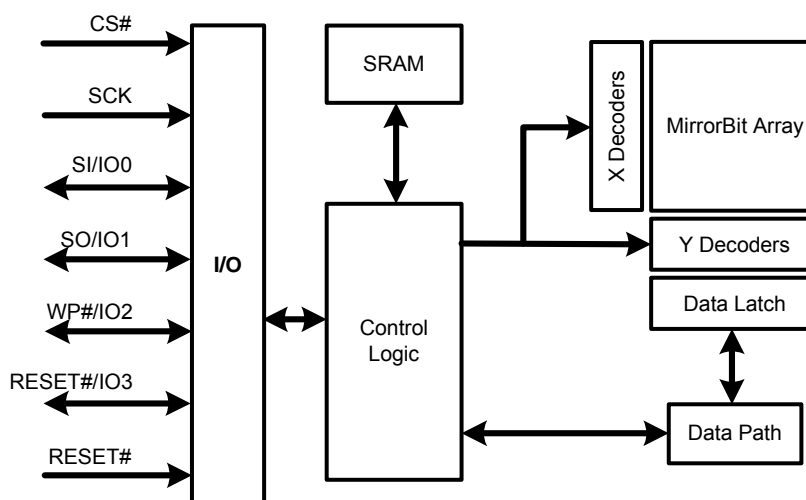 CS#
SCK
SI/IO0
SO/IO1
WP#/IO2
RESET#/IO3
RESET#
I/O
SRAM
Control
Logic
X Decoders
MirrorBit Array
Y Decoders
Data Latch
Data Path